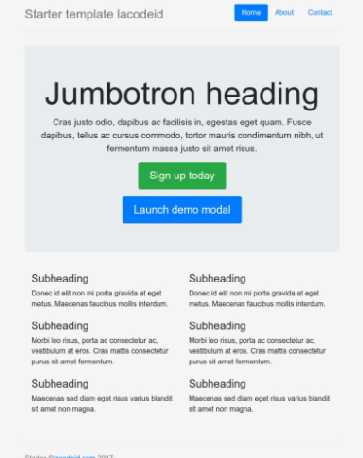 Starter template lacodeid
Home About Contact
Jumbotron heading
Cras justo odio, dapibus ac facilisis in, egestas eget quam. Fusce
dapibus, tellus ac cursus commodo, tortor mauris condimentum nibh, ut
fermentum massa justo sit amet risus.
Sign up today
Launch demo modal
Subheading
Donec id elit non mi porta gravida at eget
metus. Maecenas faucibus mollis interdum.
Subheading
Morbi leo risus, porta ac consectetur ac,
vestibulum at eros. Cras mattis consectetur
purus sit amet fermentum.
Subheading
Maecenas sed diam eget risus varius blandit
sit amet non magna.
Subheading
Donec id elit non mi porta gravida at eget
metus. Maecenas faucibus mollis interdum.
Subheading
Morbi leo risus, porta ac consectetur ac,
vestibulum at eros. Cras mattis consectetur
purus sit amet fermentum.
Subheading
Maecenas sed diam eget risus varius blandit
sit amet non magna.
2017